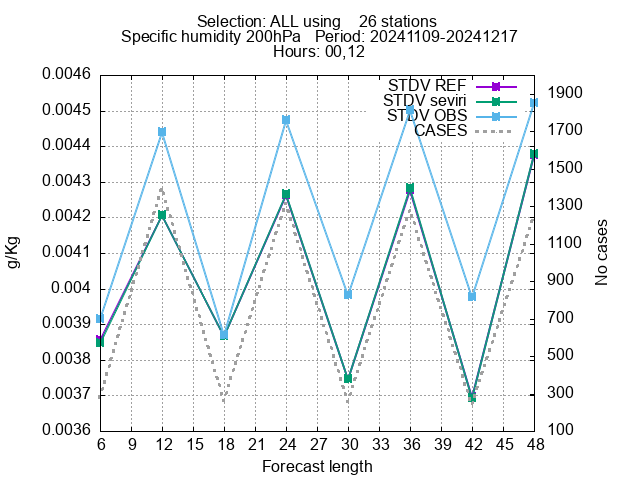 Selection: ALL using    26 stations
Specific humidity 200hPa   Period: 20241109-20241217
Hours: 00,12
STDV REF
STDV seviri
STDV OBS
CASES
g/Kg
0.0046
0.0045
0.0044
0.0043
0.0042
0.0041
0.004
0.0039
0.0038
0.0037
0.0036
No cases
1900
1700
1500
1300
1100
900
700
500
300
100
6 9 12 15 18 21 24 27 30 33 36 39 42 45 48
Forecast length